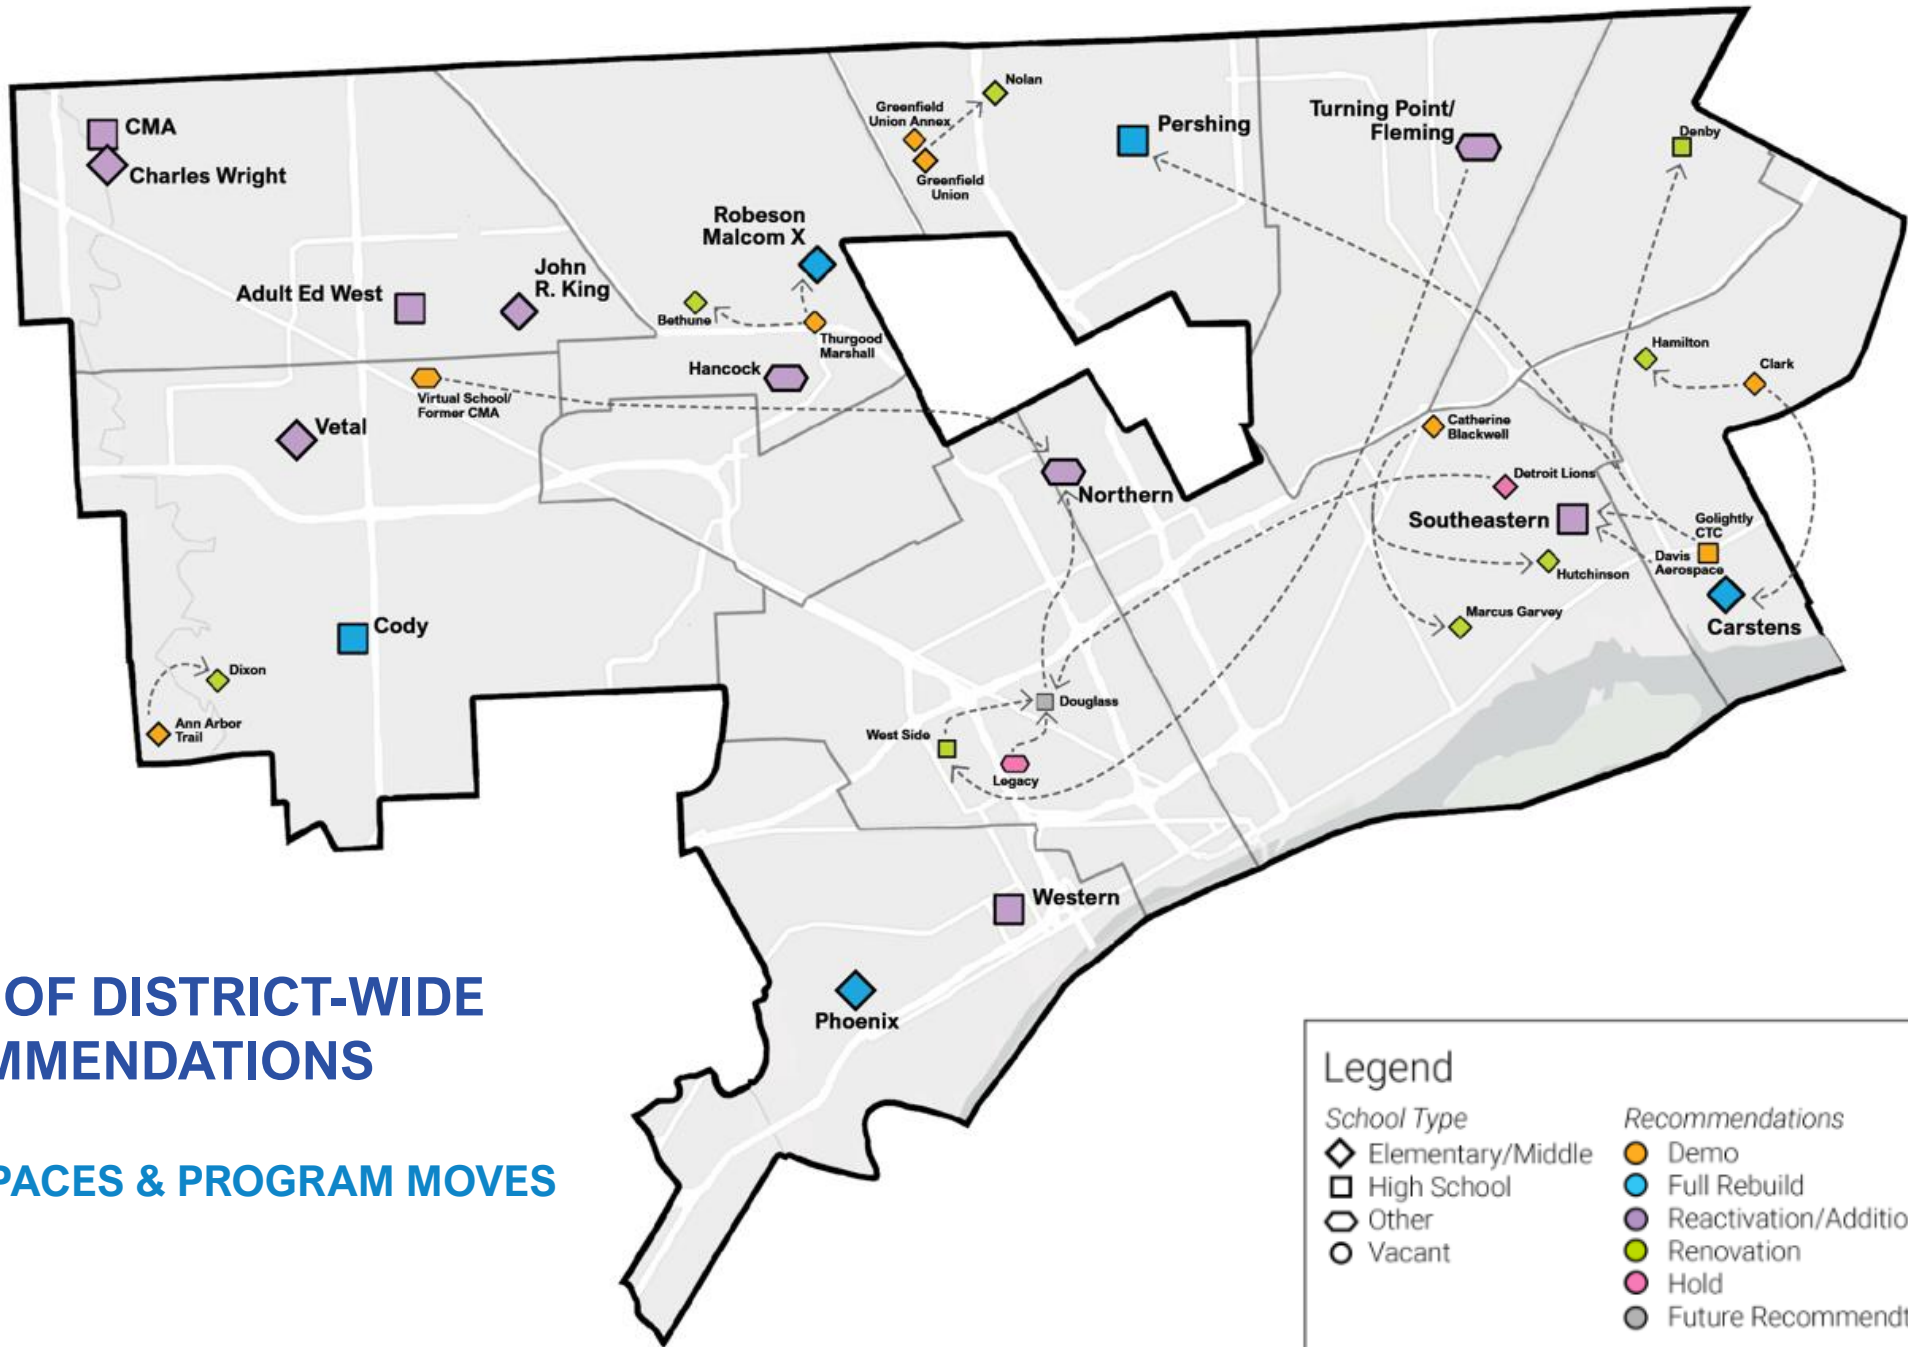 CMA
Charles Wright
Adult Ed West
John
R. King
Robeson
Malcom X
Bethune
Thurgood
Marshall
Hancock
Virtual School/
Former CMA
Vetal
Cody
Dixon
Ann Arbor
Trail
Greenfield
Union Annex
Greenfield
Union
Nolan
Pershing
Turning Point/
Fleming
Denby
Hamilton
Clark
Catherine
Blackwell
Detroit Lions
Southeastern
Golightly
CTC
Davis
Aerospace
Hutchinson
Marcus Garvey
Carstens
Northern
Douglass
West Side
Legacy
Western
Phoenix
OF DISTRICT-WIDE
MMENDATIONS
PACES & PROGRAM MOVES
Legend
School Type
Elementary/Middle
High School
Other
Vacant
Recommendations
Demo
Full Rebuild
Reactivation/Additio
Renovation
Hold
Future Recommendt